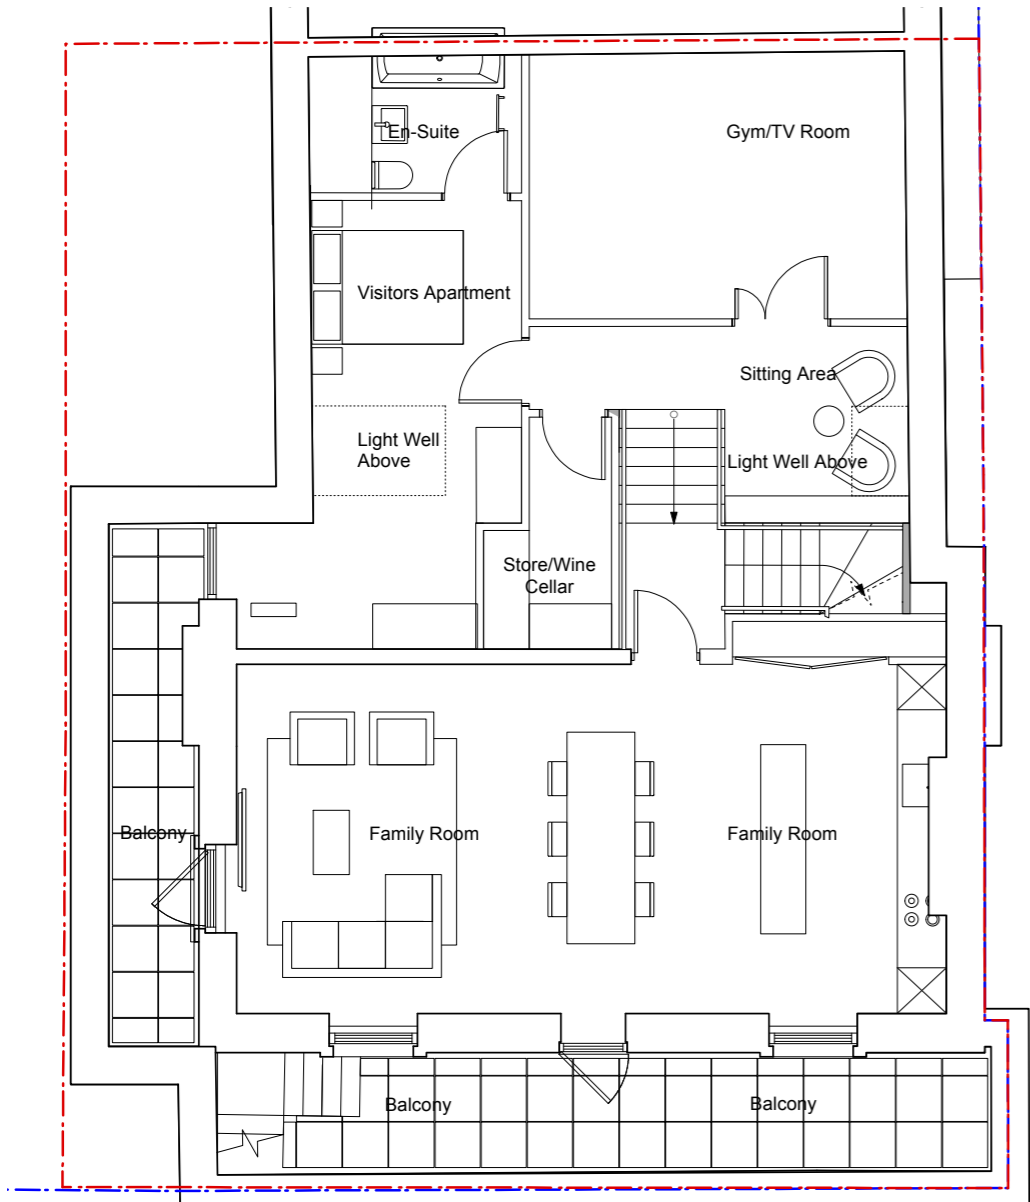 En-Suite
Gym/TV Room
Visitors Apartment
Sitting Area
Light Well
Above
Light Well Above
Store/Wine
Cellar
Balcony
Family Room
Family Room
Balcony
Balcony